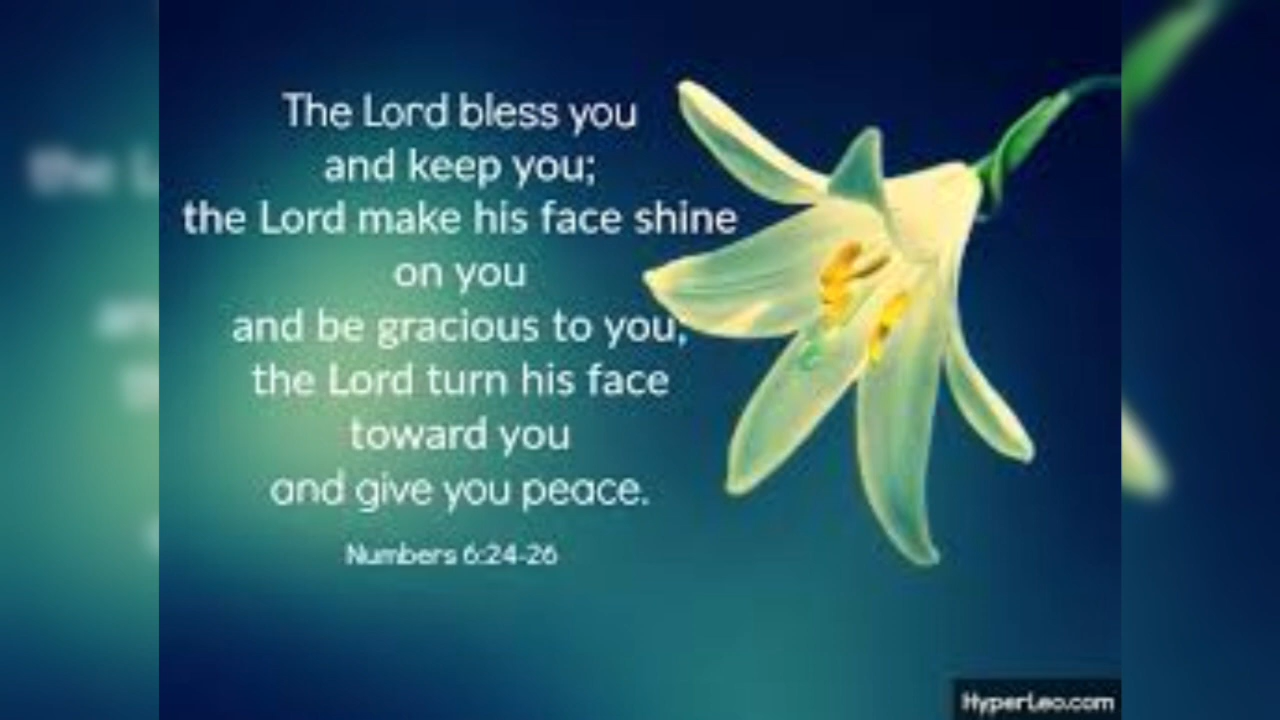 The Lord bless you
and keep you;
the Lord make his face shine
on you
and be gracious to you;
the Lord turn his face
toward you
and give you peace.
Numbers 6:24-26
HyperLeo.com